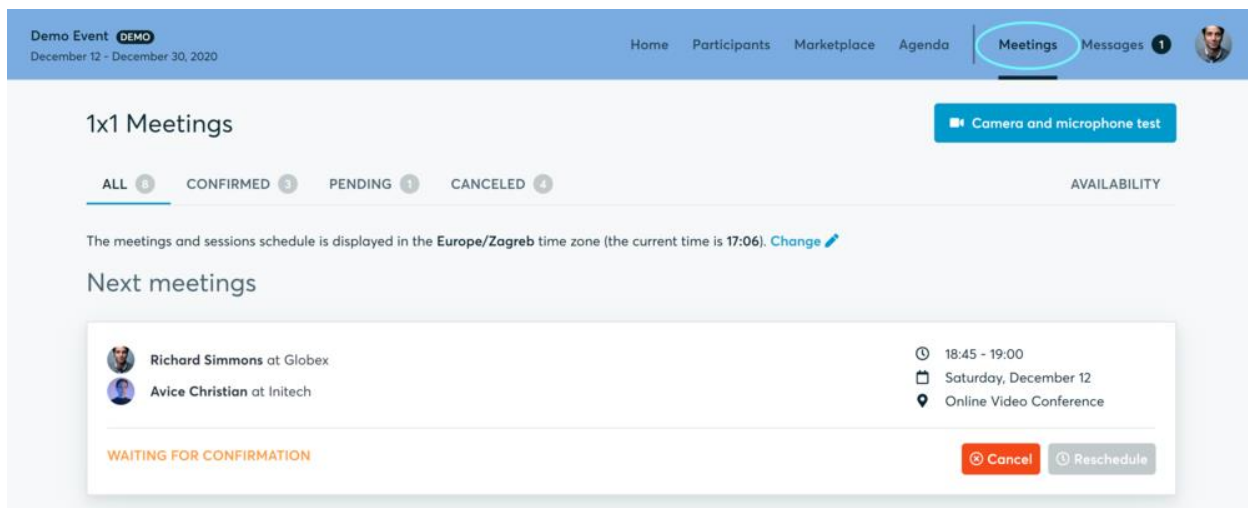 Demo Event DEMO
December 12 - December 30, 2020
Home Participants Marketplace Agenda Meetings Messages 1
1x1 Meetings
Camera and microphone test
ALL 8 CONFIRMED 3 PENDING 1 CANCELED 4
AVAILABILITY
The meetings and sessions schedule is displayed in the Europe/Zagreb time zone (the current time is 17:06). Change
Next meetings
Richard Simmons at Globex
Avice Christian at Initech
18:45 - 19:00
Saturday, December 12
Online Video Conference
WAITING FOR CONFIRMATION
Cancel Reschedule